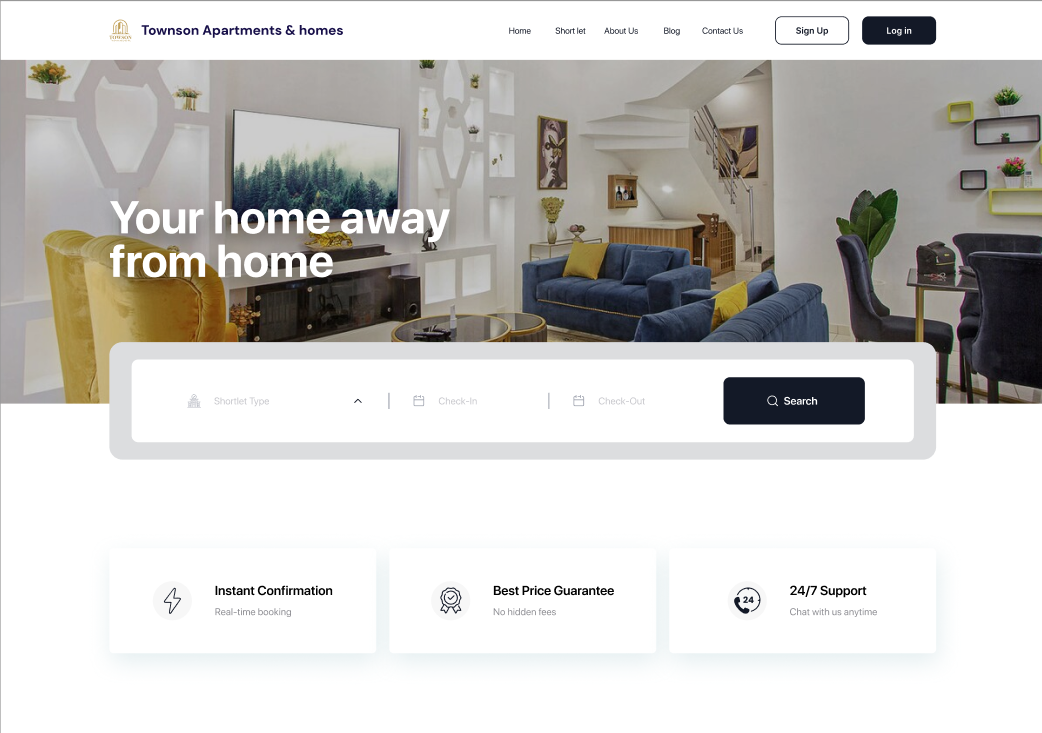 TOWNSON
Townson Apartments & homes
Home
Short let
About Us
Blog
Contact Us
Sign Up
Log in
Your home away
from home
Shortlet Type
Check-In
Check-Out
Search
Instant Confirmation
Real-time booking
Best Price Guarantee
No hidden fees
24
24/7 Support
Chat with us anytime